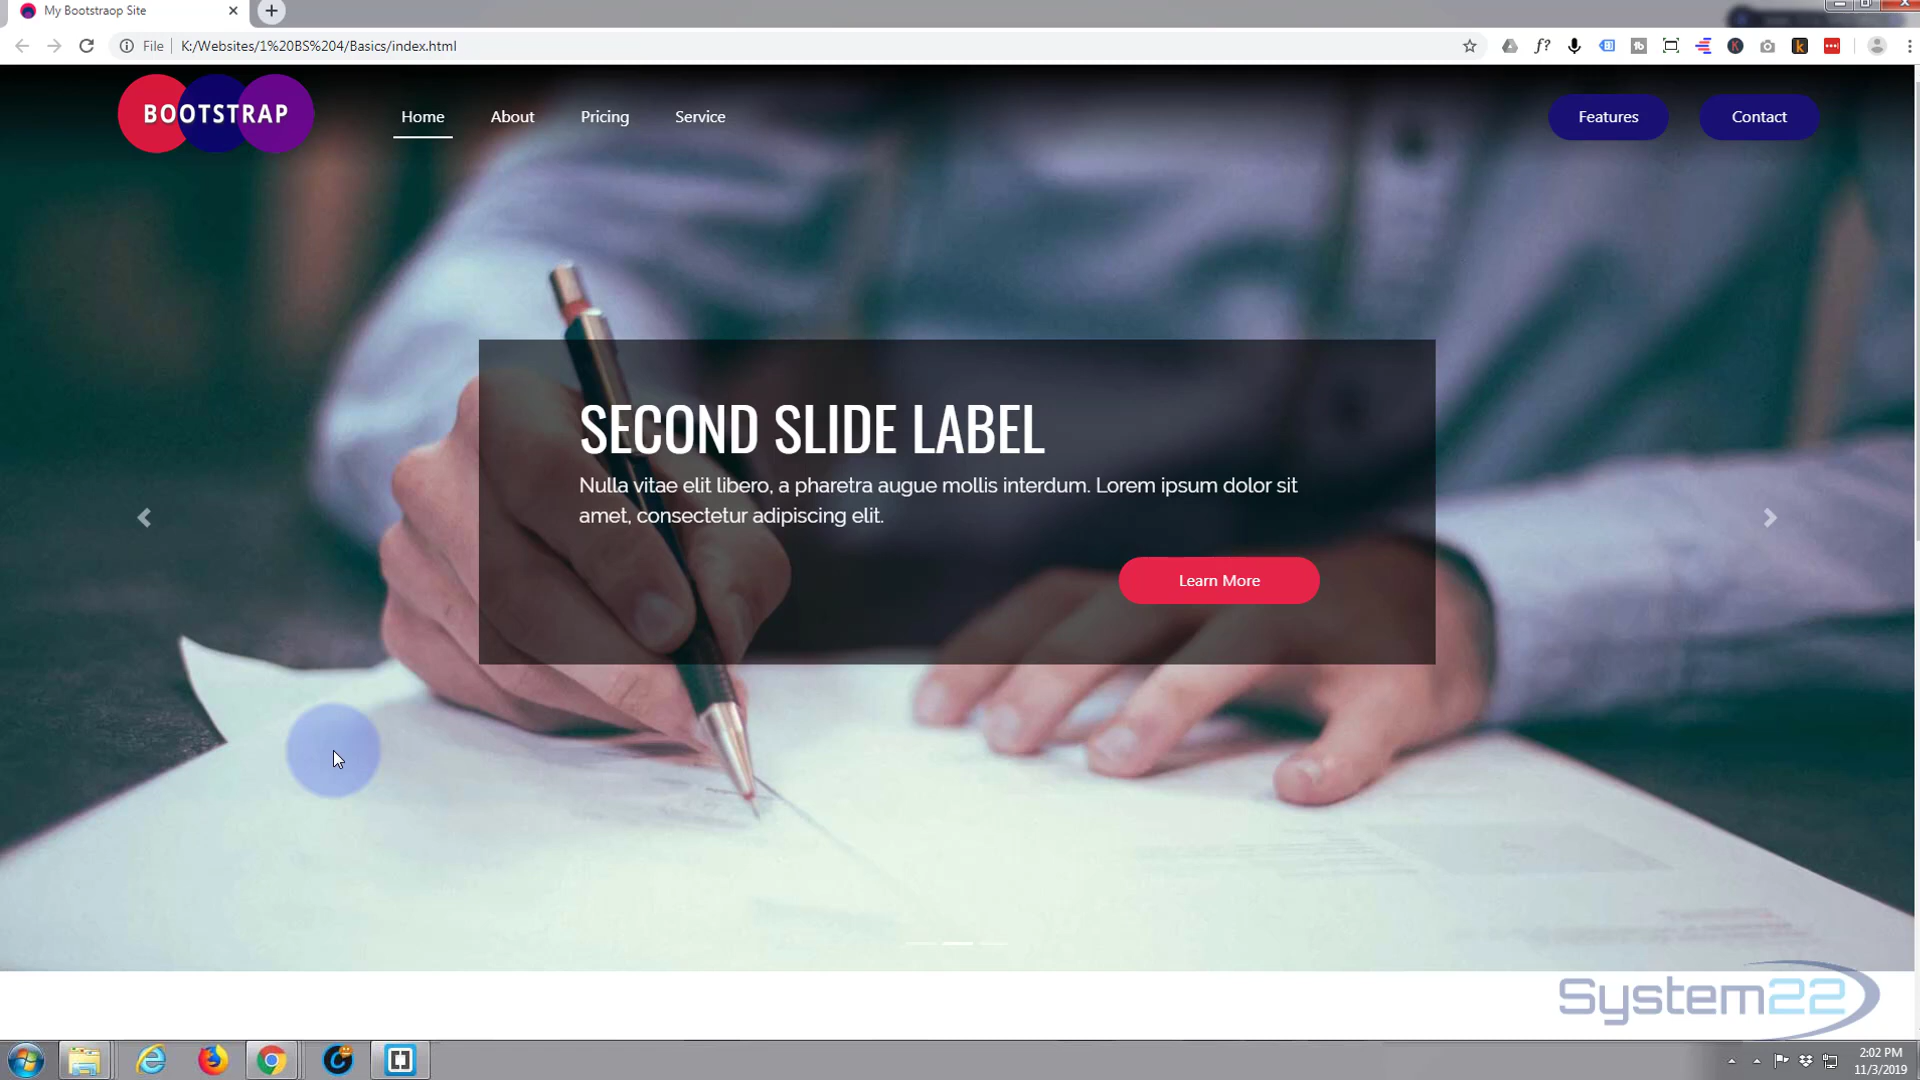 My Bootstraop Site
File
K:/Websites/1%20BS%204/Basics/index.html
BOOTSTRAP
Home
About
Pricing
Service
Features
Contact
SECOND SLIDE LABEL
Nulla vitae elit libero, a pharetra augue mollis interdum. Lorem ipsum dolor sit
amet, consectetur adipiscing elit.
Learn More
System22
2:02 PM
11/3/2019